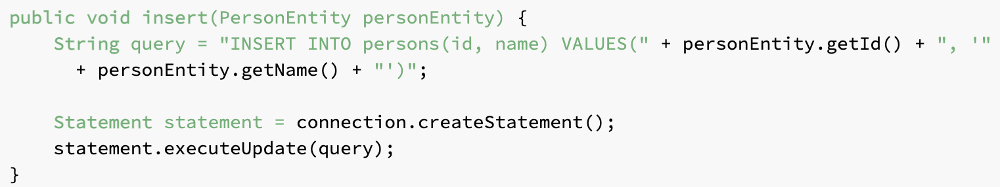 public void insert(PersonEntity personEntity) {
    String query = "INSERT INTO persons(id, name) VALUES(" + personEntity.getId() + ", '"
      + personEntity.getName() + "')";

    Statement statement = connection.createStatement();
    statement.executeUpdate(query);
}